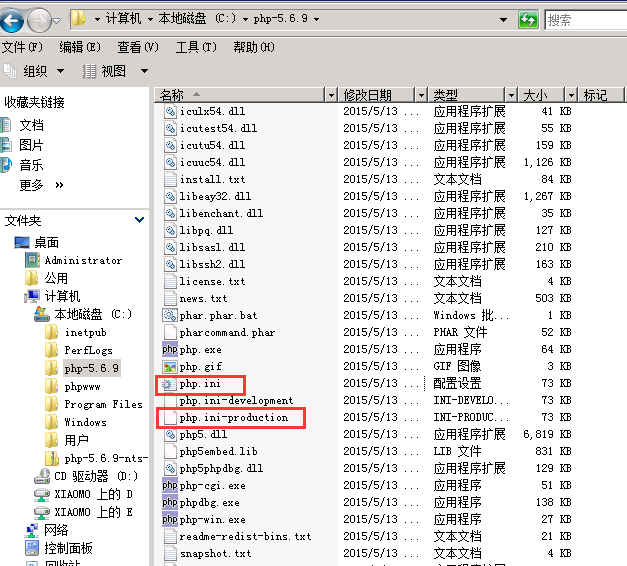 计算机 本地磁盘 (C:) php-5.6.9 搜索
文件(F) 编辑(E) 查看(V) 工具(T) 帮助(H)
组织 视图
收藏夹链接
文档
图片
音乐
更多 »
文件夹
桌面
Administrator
公用
计算机
本地磁盘 (C:)
inetpub
PerfLogs
php-5.6.9
phpwww
Program Files
Windows
用户
php-5.6.9-nts-
CD 驱动器 (D:)
XIAOMO 上的 D
XIAOMO 上的 E
网络
控制面板
回收站
名称 修改日期 类型 大小 标记
iculx54.dll 2015/5/13 ... 应用程序扩展 41 KB
icutest54.dll 2015/5/13 ... 应用程序扩展 55 KB
icutu54.dll 2015/5/13 ... 应用程序扩展 159 KB
icuuc54.dll 2015/5/13 ... 应用程序扩展 1,126 KB
install.txt 2015/5/13 ... 文本文档 84 KB
libeay32.dll 2015/5/13 ... 应用程序扩展 1,267 KB
libenchant.dll 2015/5/13 ... 应用程序扩展 35 KB
libpq.dll 2015/5/13 ... 应用程序扩展 127 KB
libsasl.dll 2015/5/13 ... 应用程序扩展 210 KB
libssh2.dll 2015/5/13 ... 应用程序扩展 163 KB
license.txt 2015/5/13 ... 文本文档 4 KB
news.txt 2015/5/13 ... 文本文档 503 KB
phar.phar.bat 2015/5/13 ... Windows 批... 1 KB
pharcommand.phar 2015/5/13 ... PHAR 文件 52 KB
php.exe 2015/5/13 ... 应用程序 64 KB
php.gif 2015/5/13 ... GIF 图像 3 KB
php.ini 2015/5/13 ... 配置设置 73 KB
php.ini-development 2015/5/13 ... INI-DEVELO... 73 KB
php.ini-production 2015/5/13 ... INI-PRODUC... 73 KB
php5.dll 2015/5/13 ... 应用程序扩展 6,819 KB
php5embed.lib 2015/5/13 ... LIB 文件 831 KB
php5phpdbg.dll 2015/5/13 ... 应用程序扩展 129 KB
php-cgi.exe 2015/5/13 ... 应用程序 51 KB
phpdbg.exe 2015/5/13 ... 应用程序 138 KB
php-win.exe 2015/5/13 ... 应用程序 27 KB
readme-redist-bins.txt 2015/5/13 ... 文本文档 21 KB
snapshot.txt 2015/5/13 ... 文本文档 4 KB